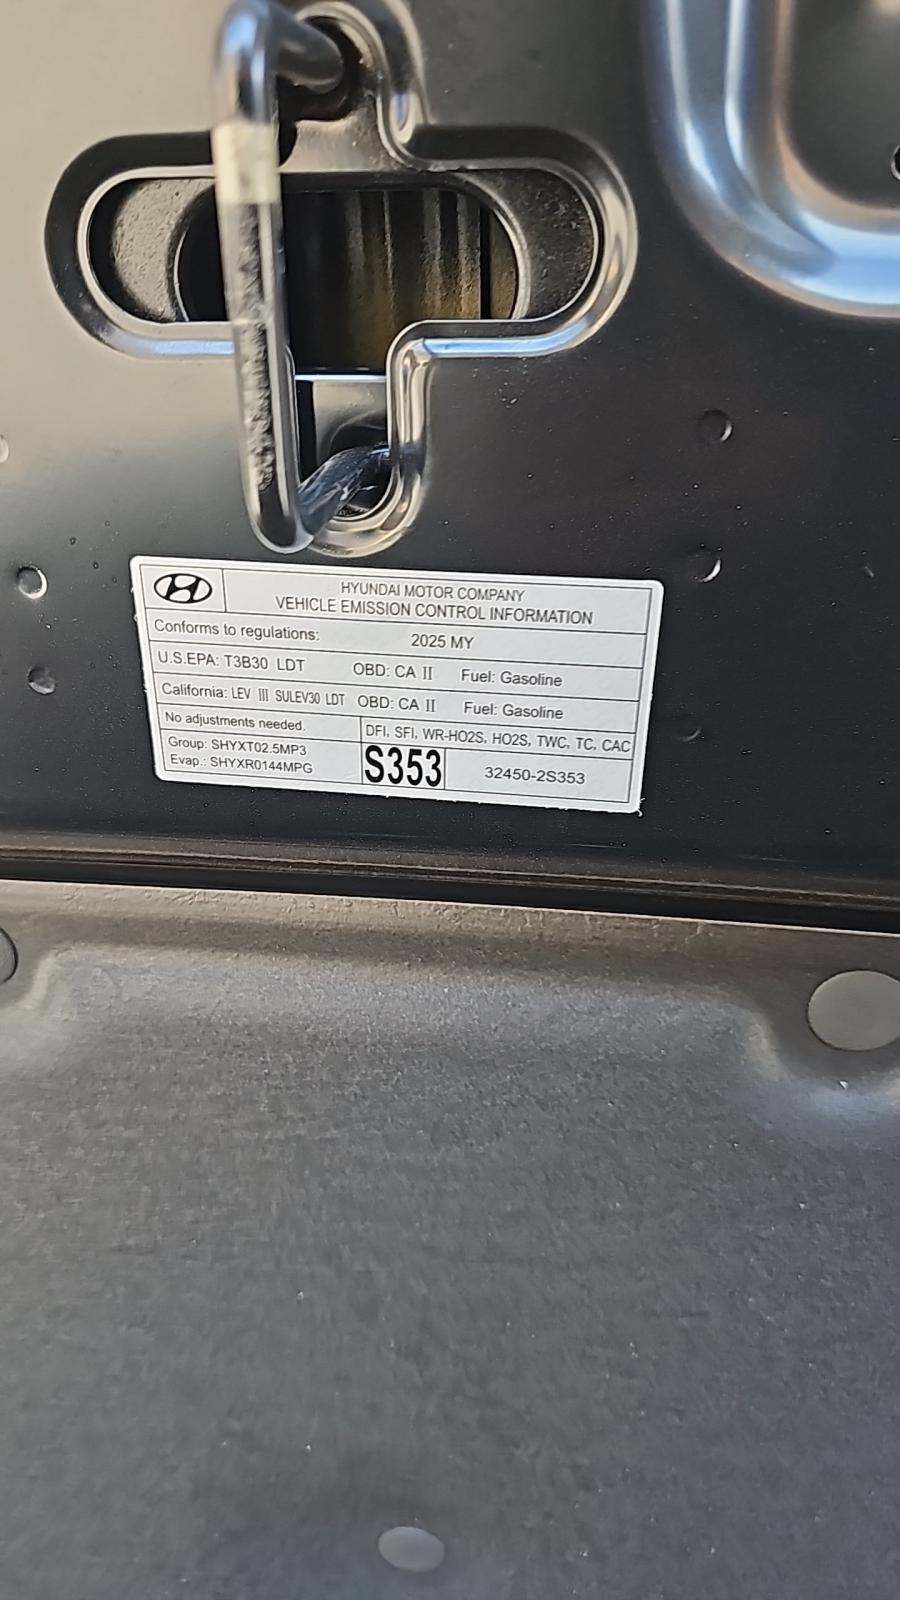 HYUNDAI MOTOR COMPANY
VEHICLE EMISSION CONTROL INFORMATION
Conforms to regulations: 2025 MY
U.S.EPA: T3B30 LDT OBD: CA II Fuel: Gasoline
California: LEV III SULEV30 LDT OBD: CA II Fuel: Gasoline
No adjustments needed. DFI, SFI, WR-HO2S, HO2S, TWC, TC, CAC
Group: SHYXT02.5MP3
Evap.: SHYXR0144MPG
S353 32450-2S353